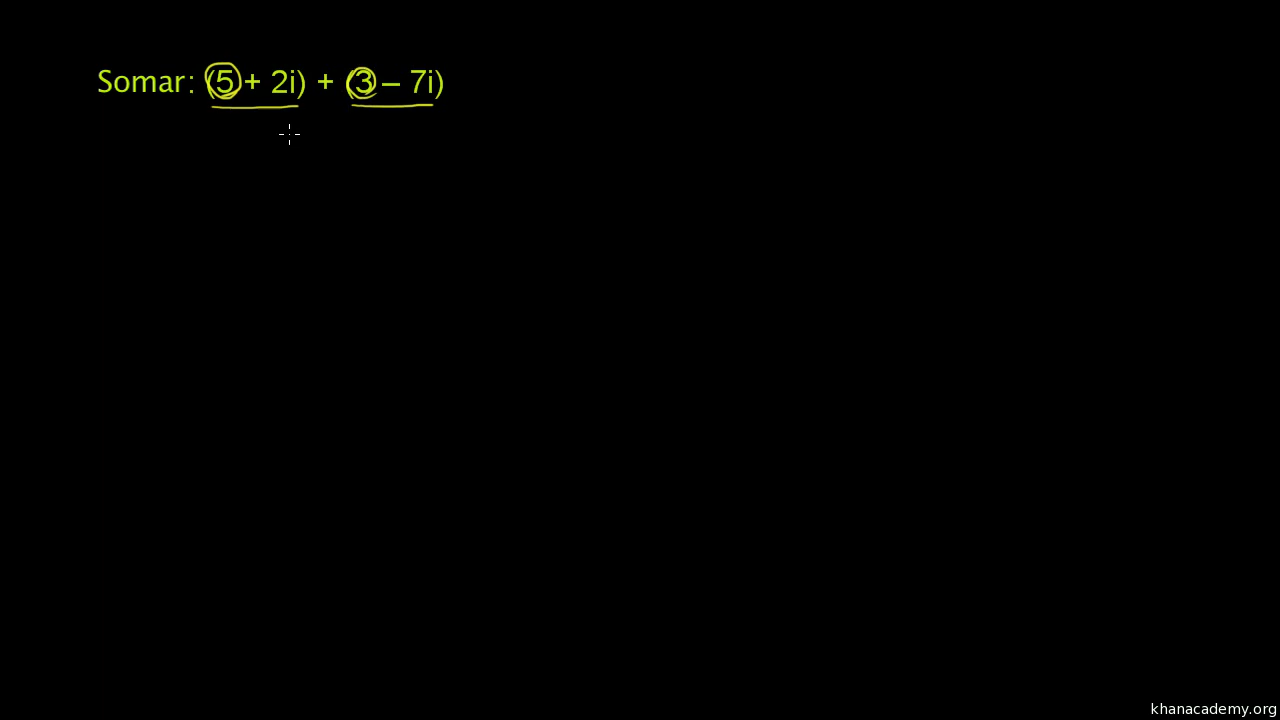 Somar: (5 + 2i) + (3 – 7i)
khanacademy.org